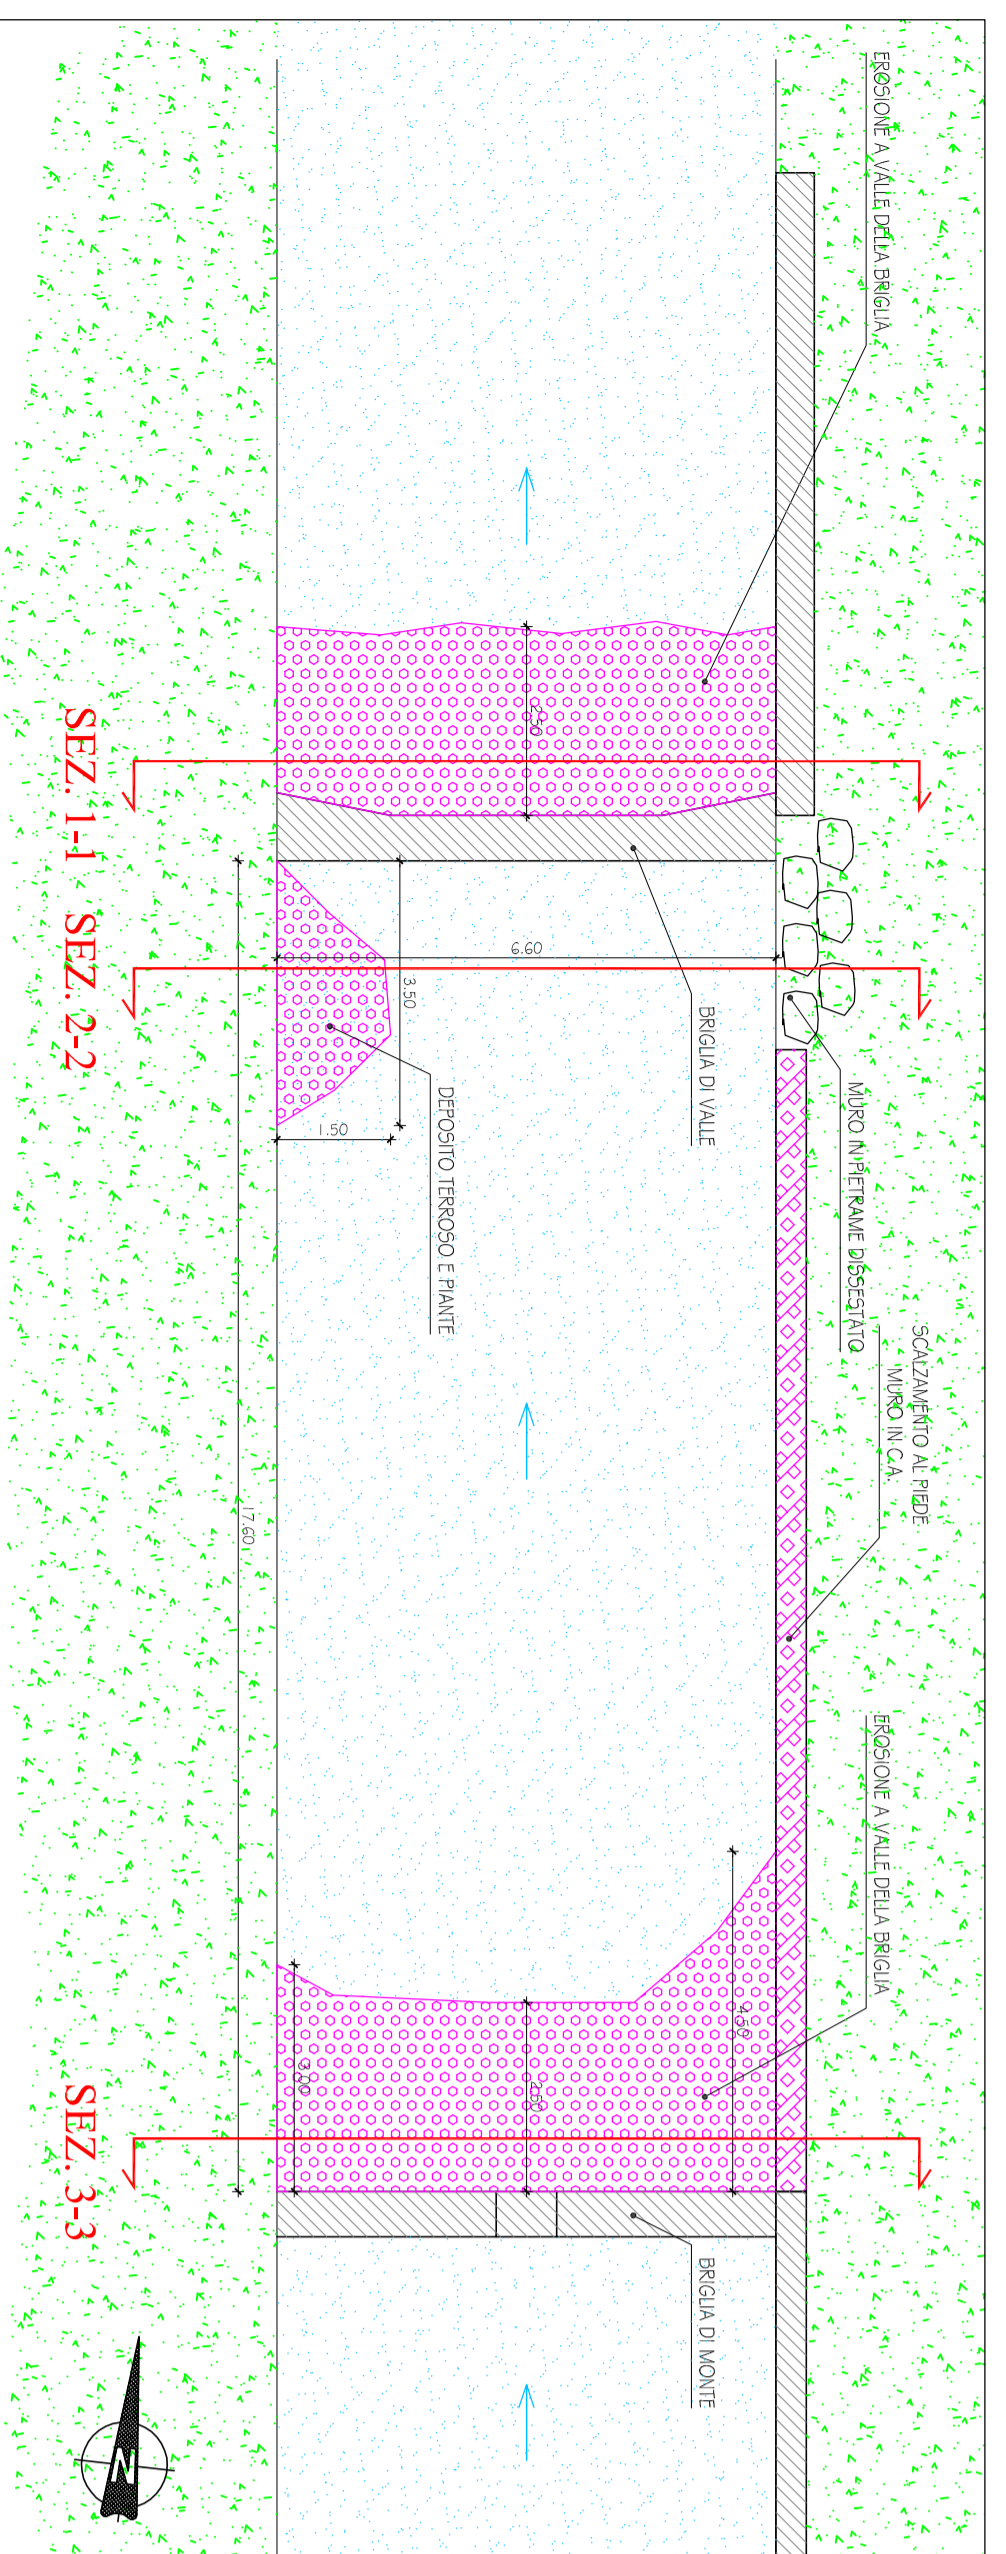 EROSIONE A VALLE DELLA BRIGLIA
2.50
SEZ. 1-1
BRIGLIA DI VALLE
6.60
3.50
SEZ. 2-2
MURO IN PIETRAME DISSESTATO
DEPOSITO TERROSO E PIANTE
1.50
SCALZAMENTO AL PIEDE
MURO IN C.A.
17.60
EROSIONE A VALLE DELLA BRIGLIA
4.50
2.50
3.00
SEZ. 3-3
BRIGLIA DI MONTE
N